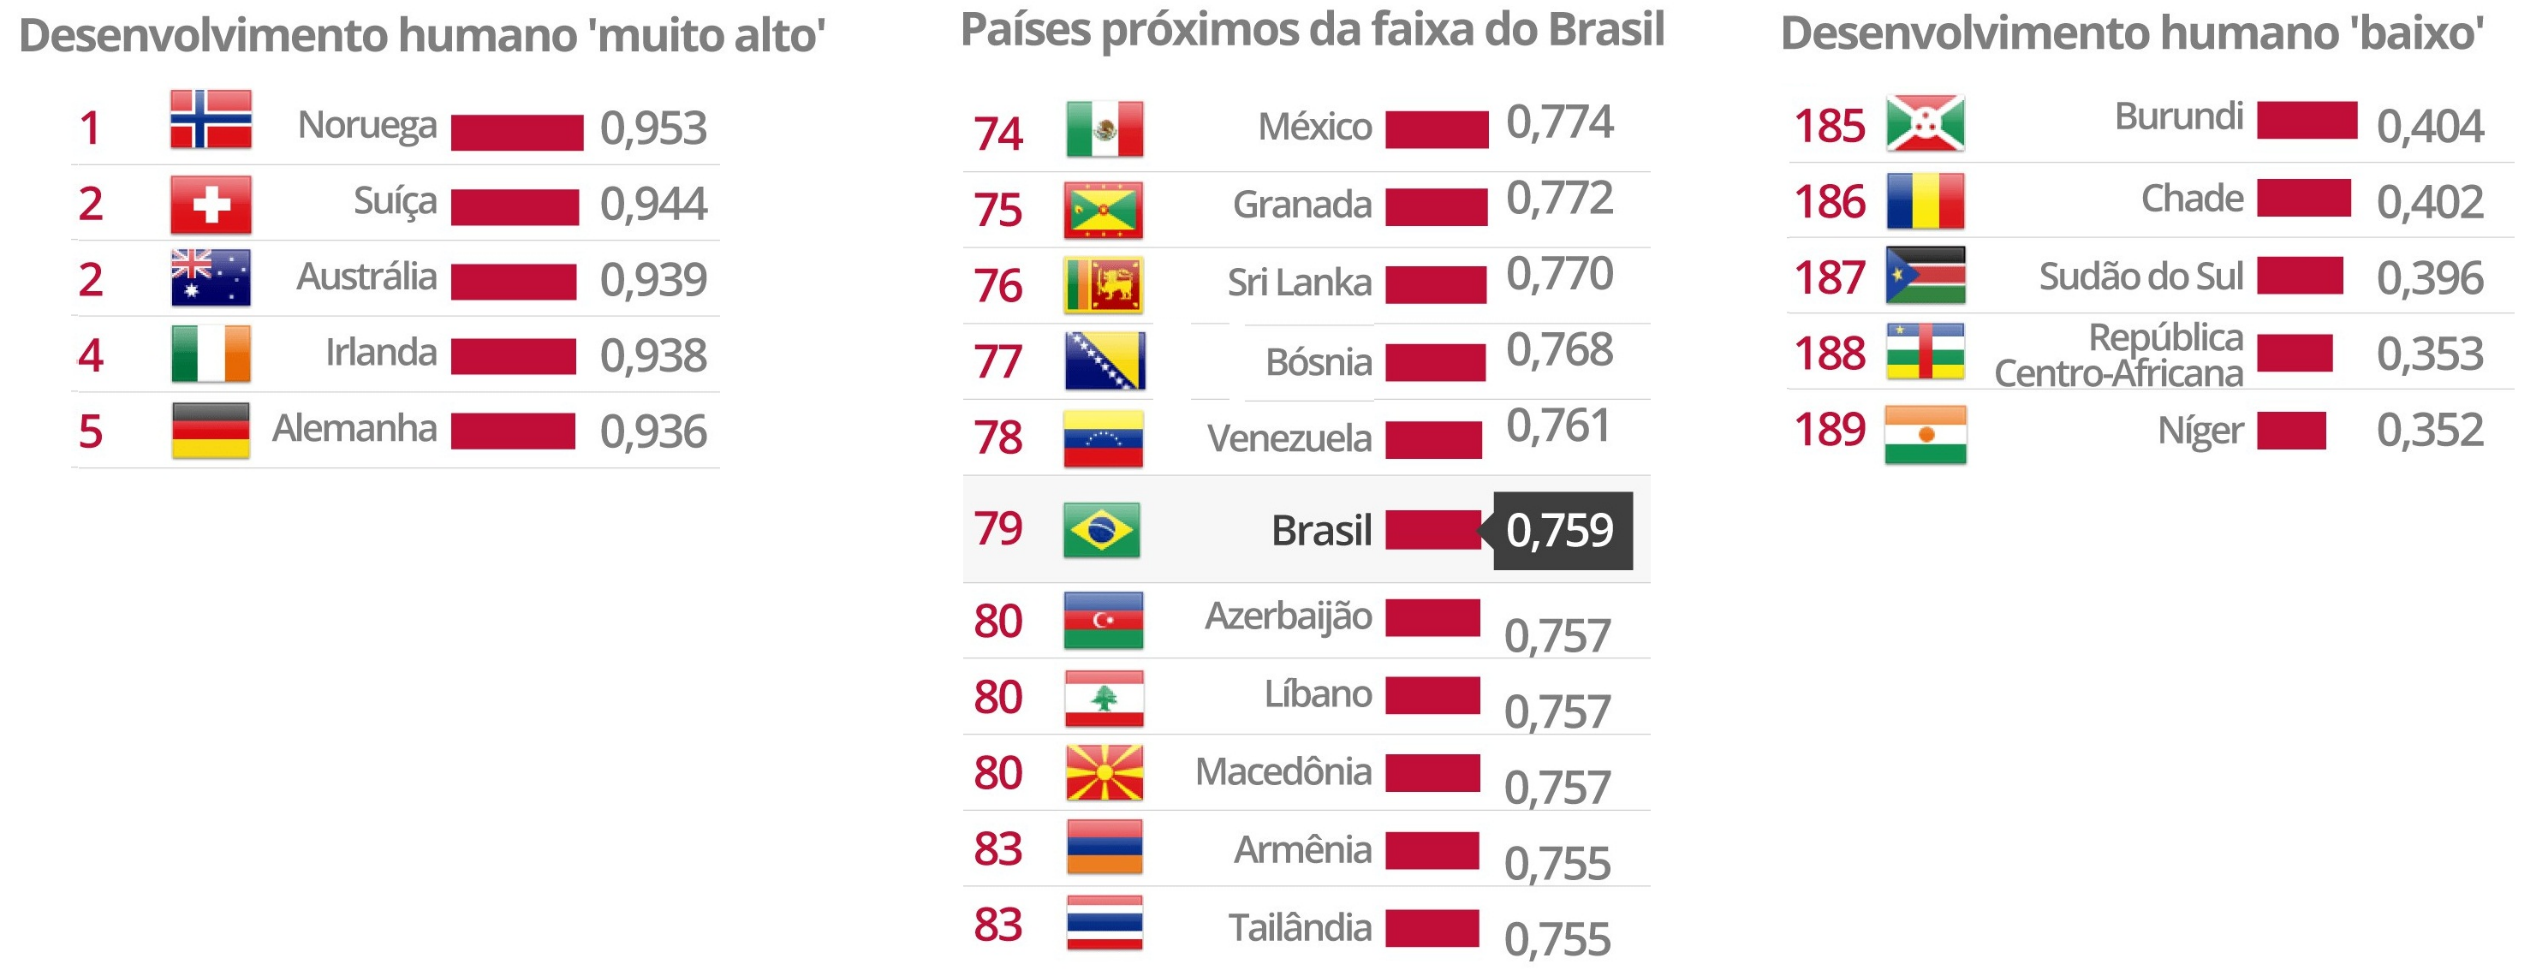 Desenvolvimento humano 'muito alto'
1 Noruega 0,953
2 Suíça 0,944
2 Austrália 0,939
4 Irlanda 0,938
5 Alemanha 0,936
Países próximos da faixa do Brasil
74 México 0,774
75 Granada 0,772
76 Sri Lanka 0,770
77 Bósnia 0,768
78 Venezuela 0,761
79 Brasil 0,759
80 Azerbaijão 0,757
80 Líbano 0,757
80 Macedônia 0,757
83 Armênia 0,755
83 Tailândia 0,755
Desenvolvimento humano 'baixo'
185 Burundi 0,404
186 Chade 0,402
187 Sudão do Sul 0,396
188 República
Centro-Africana 0,353
189 Níger 0,352